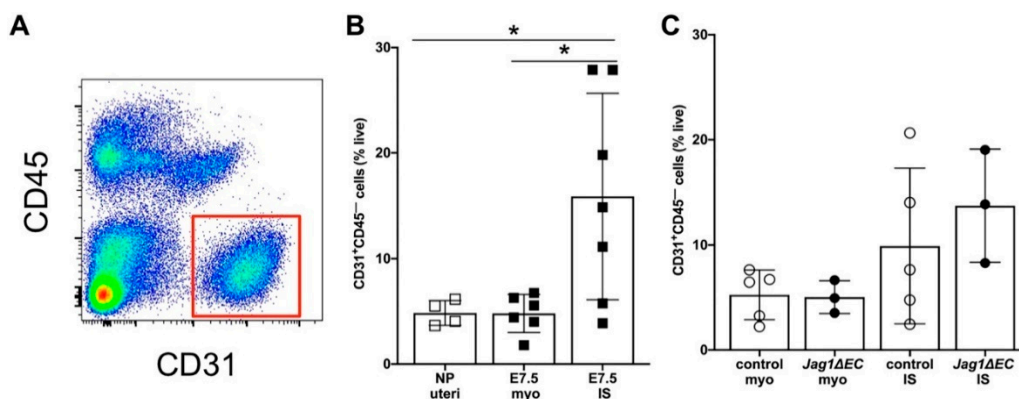 A
CD45
CD31
B
*
*
CD31+CD45— cells (% live)
30
20
10
0
NP
uteri
E7.5
myo
E7.5
IS
C
CD31+CD45— cells (% live)
30
20
10
0
control
myo
Jag1ΔEC
myo
control
IS
Jag1ΔEC
IS